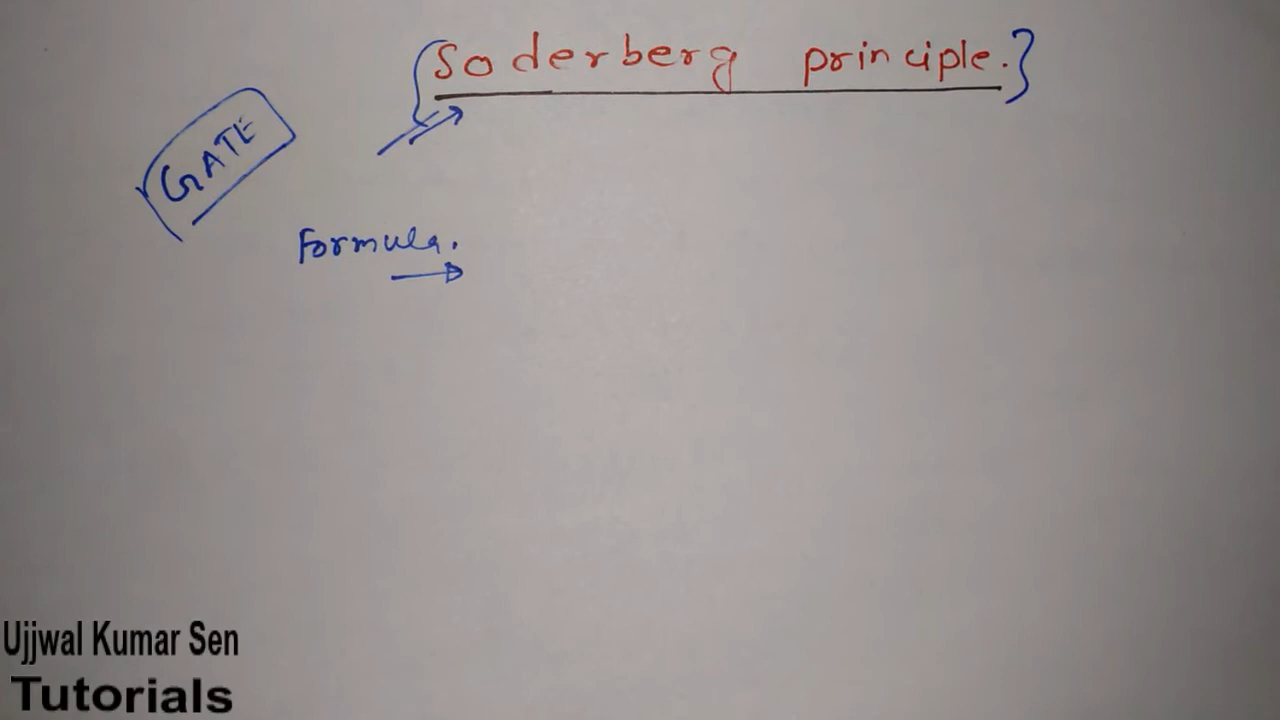 {Soderberg principle.}
GATE
Formula.
Ujjwal Kumar Sen
Tutorials